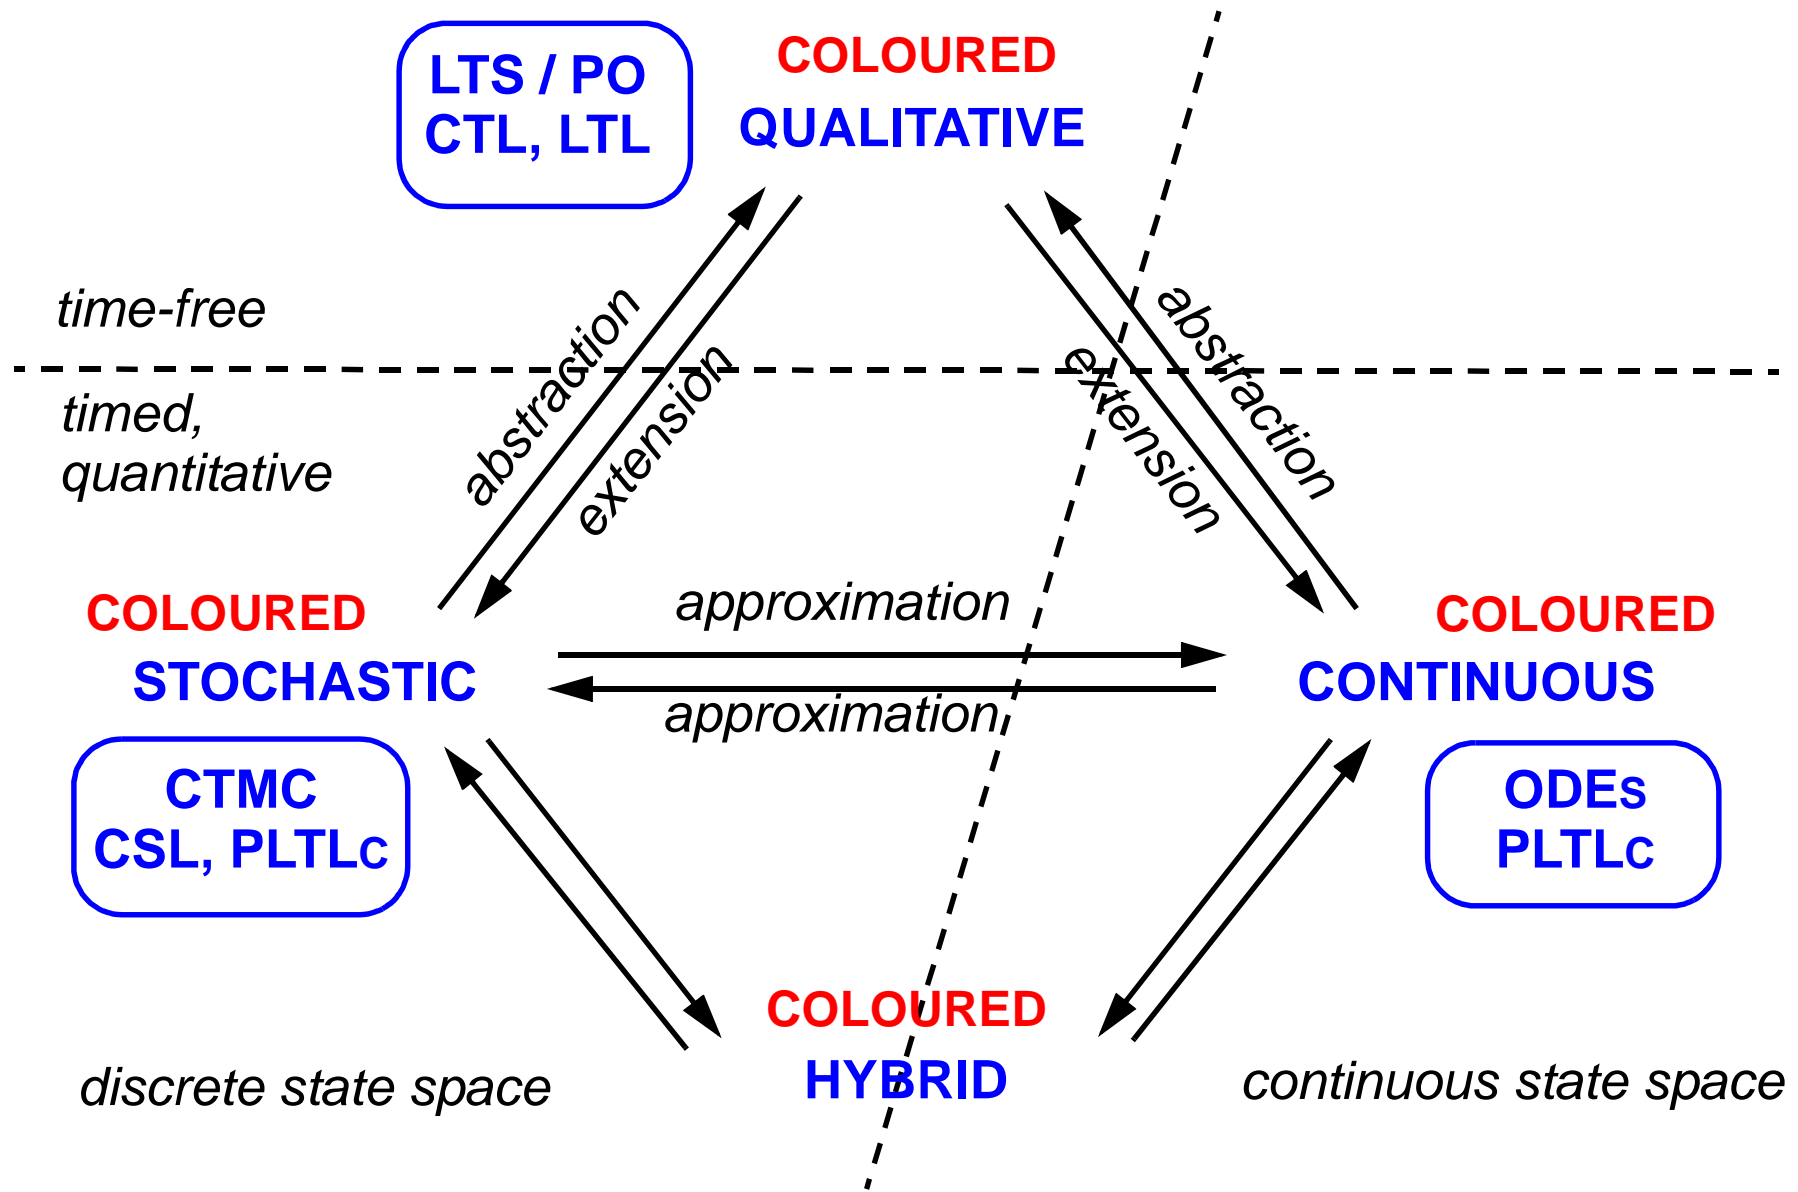 LTS / PO
CTL, LTL
COLOURED
QUALITATIVE
time-free
timed,
quantitative
abstraction
extension
extension
abstraction
COLOURED
STOCHASTIC
approximation
approximation
COLOURED
CONTINUOUS
CTMC
CSL, PLTLC
ODES
PLTLC
COLOURED
HYBRID
discrete state space
continuous state space